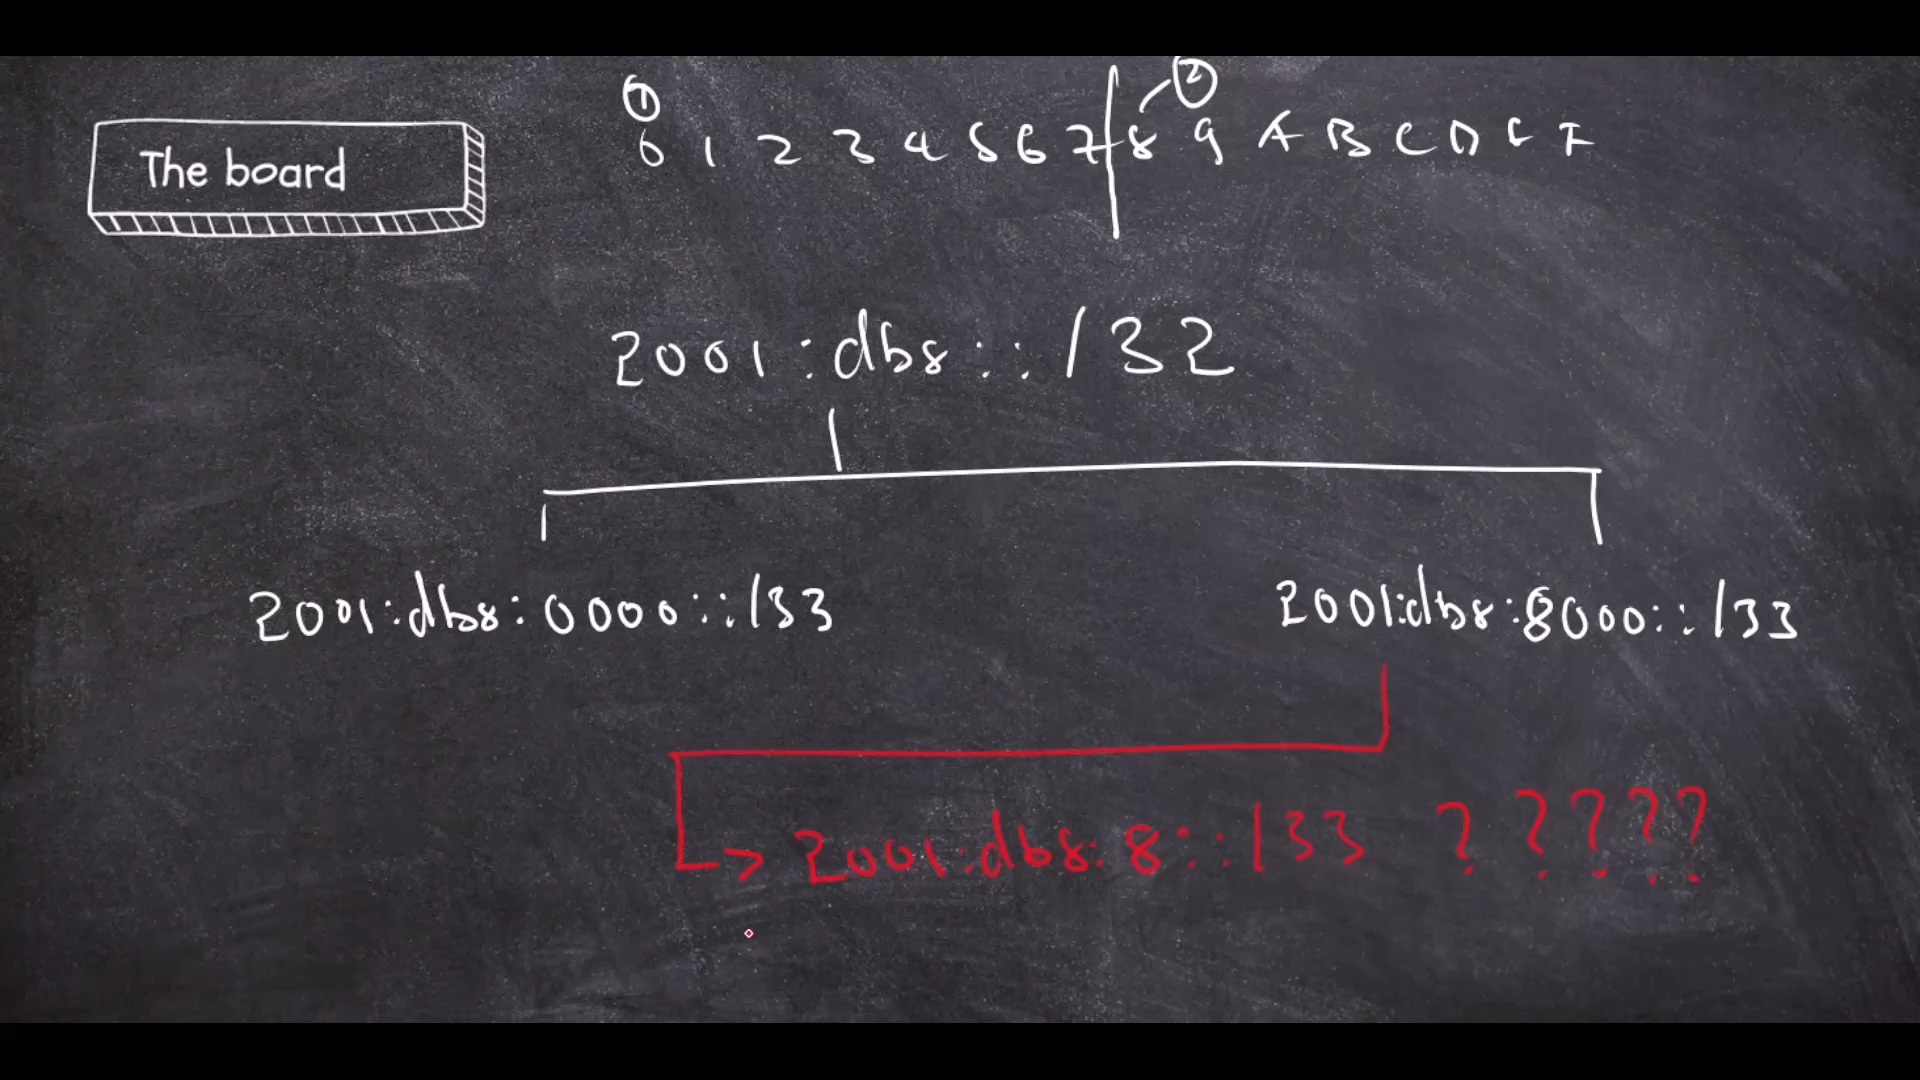 The board
① ②
0 1 2 3 4 5 6 7 8 9 A B C D E F
2001:db8::/32
2001:db8:0000::/33
2001:db8:8000::/33
2001:db8:8::/33 ?????